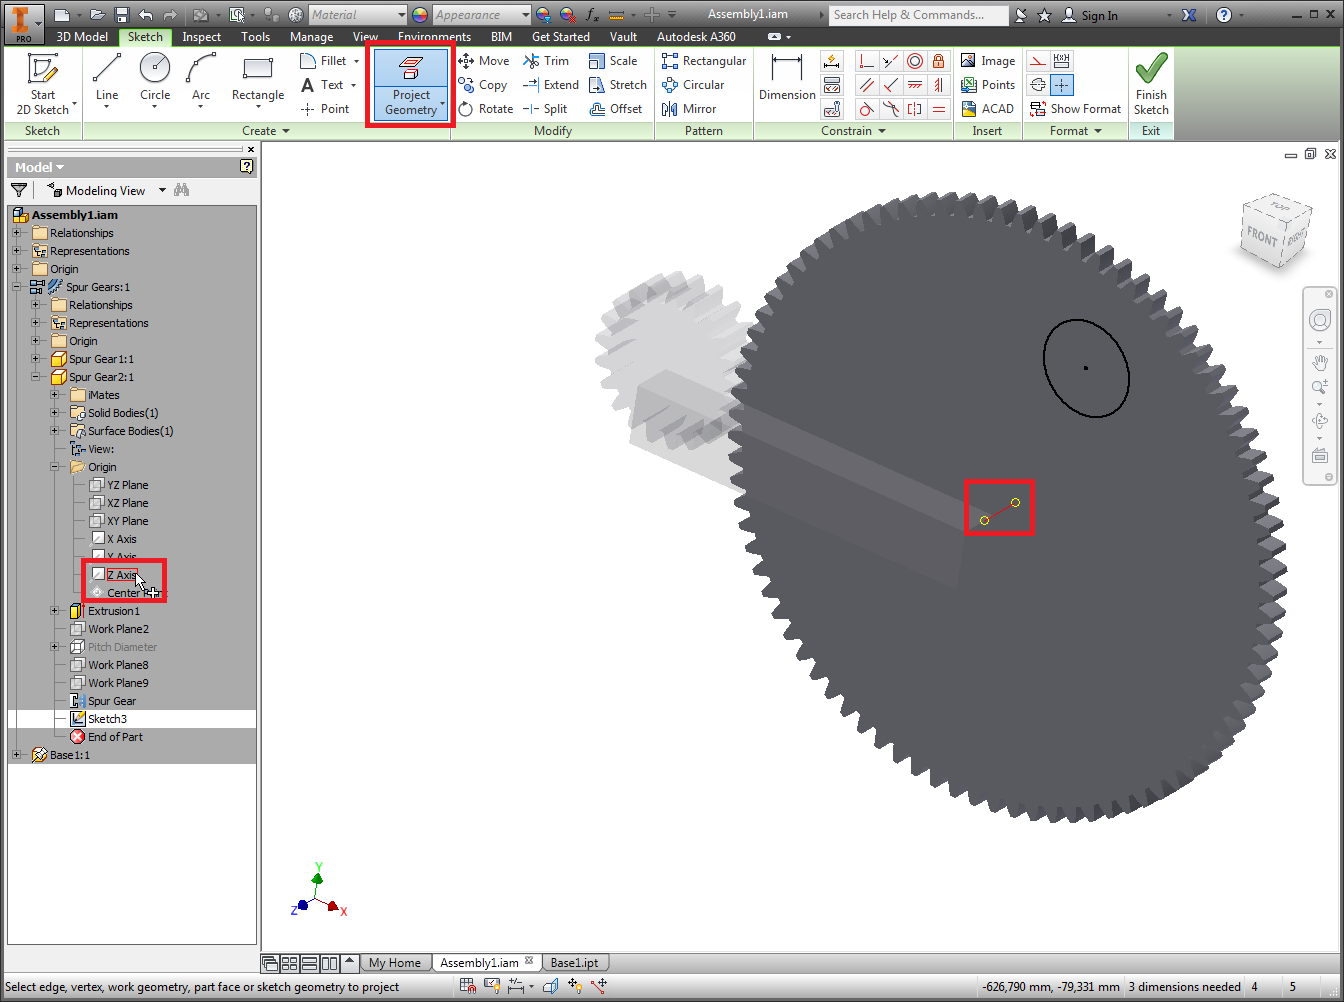 I
PRO
Material
Appearance
fx
Assembly1.iam
Search Help & Commands...
Sign In
3D Model
Sketch
Inspect
Tools
Manage
View
Environments
BIM
Get Started
Vault
Autodesk A360
Start
2D Sketch
Line
Circle
Arc
Rectangle
Fillet
Text
Point
Project
Geometry
Move
Copy
Rotate
Trim
Extend
Split
Scale
Stretch
Offset
Rectangular
Circular
Mirror
Dimension
Image
Points
ACAD
Show Format
Finish
Sketch
Sketch
Create
Modify
Pattern
Constrain
Insert
Format
Exit
Model
Modeling View
Assembly1.iam
Relationships
Representations
Origin
Spur Gears:1
Relationships
Representations
Origin
Spur Gear1:1
Spur Gear2:1
iMates
Solid Bodies(1)
Surface Bodies(1)
View:
Origin
YZ Plane
XZ Plane
XY Plane
X Axis
Y Axis
Z Axis
Center
Extrusion1
Work Plane2
Pitch Diameter
Work Plane8
Work Plane9
Spur Gear
Sketch3
End of Part
Base1:1
TOP
FRONT
RIGHT
Y
Z
X
My Home
Assembly1.iam
Base1.ipt
Select edge, vertex, work geometry, part face or sketch geometry to project
-626,790 mm, -79,331 mm
3 dimensions needed
4
5